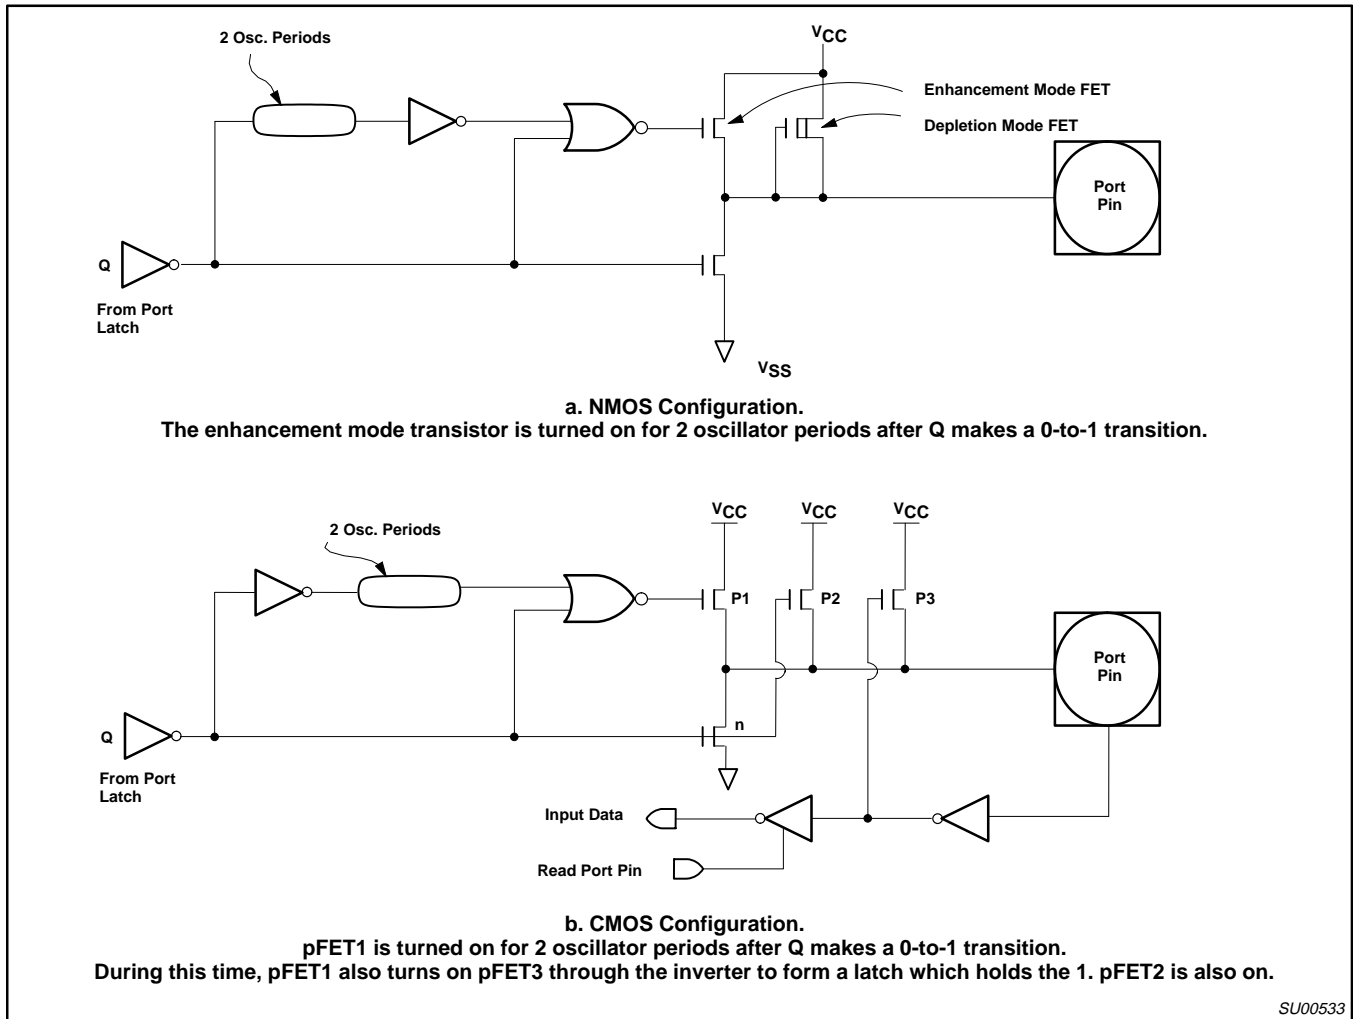 2 Osc. Periods
VCC
Enhancement Mode FET
Depletion Mode FET
Port
Pin
Q
From Port
Latch
VSS
a. NMOS Configuration.
The enhancement mode transistor is turned on for 2 oscillator periods after Q makes a 0-to-1 transition.
VCC
VCC
VCC
2 Osc. Periods
P1
P2
P3
Port
Pin
n
Q
From Port
Latch
Input Data
Read Port Pin
b. CMOS Configuration.
pFET1 is turned on for 2 oscillator periods after Q makes a 0-to-1 transition.
During this time, pFET1 also turns on pFET3 through the inverter to form a latch which holds the 1. pFET2 is also on.
SU00533